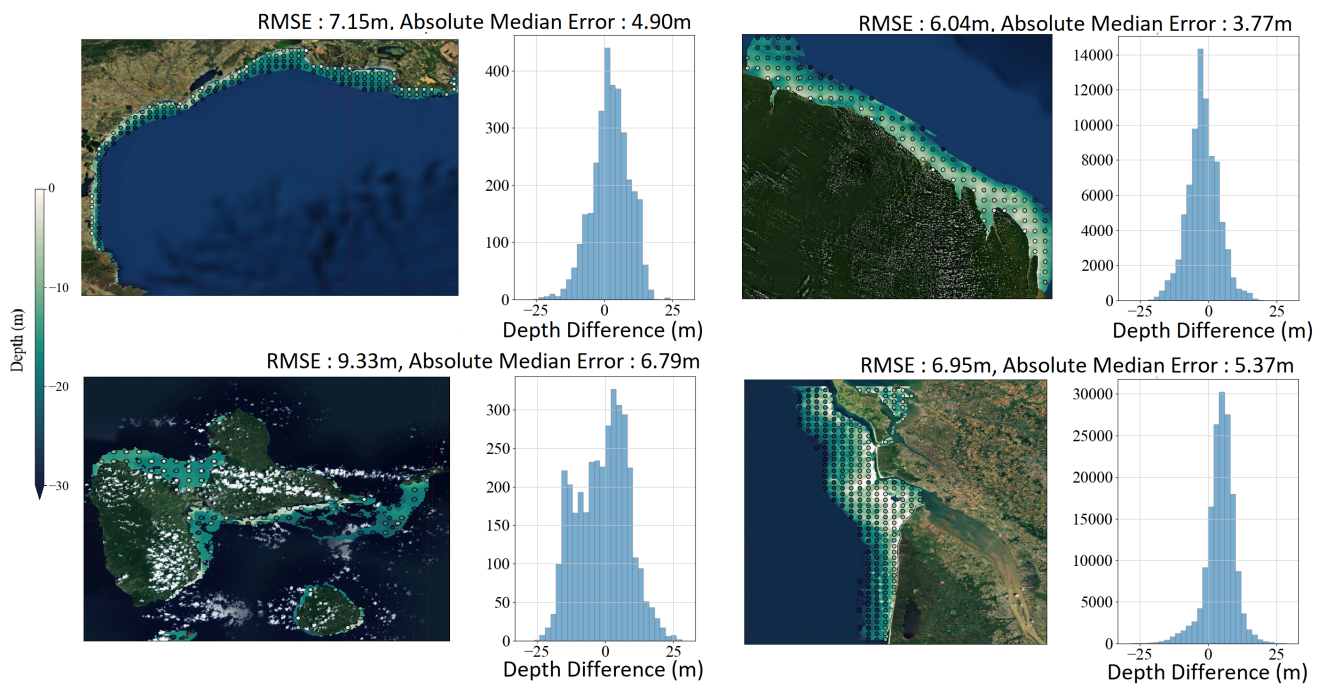 RMSE : 7.15m, Absolute Median Error : 4.90m
RMSE : 6.04m, Absolute Median Error : 3.77m
400
300
200
100
0
−25 0 25
Depth Difference (m)
14000
12000
10000
8000
6000
4000
2000
0
−25 0 25
Depth Difference (m)
Depth (m)
0
−10
−20
−30
RMSE : 9.33m, Absolute Median Error : 6.79m
RMSE : 6.95m, Absolute Median Error : 5.37m
300
250
200
150
100
50
0
−25 0 25
Depth Difference (m)
30000
25000
20000
15000
10000
5000
0
−25 0 25
Depth Difference (m)